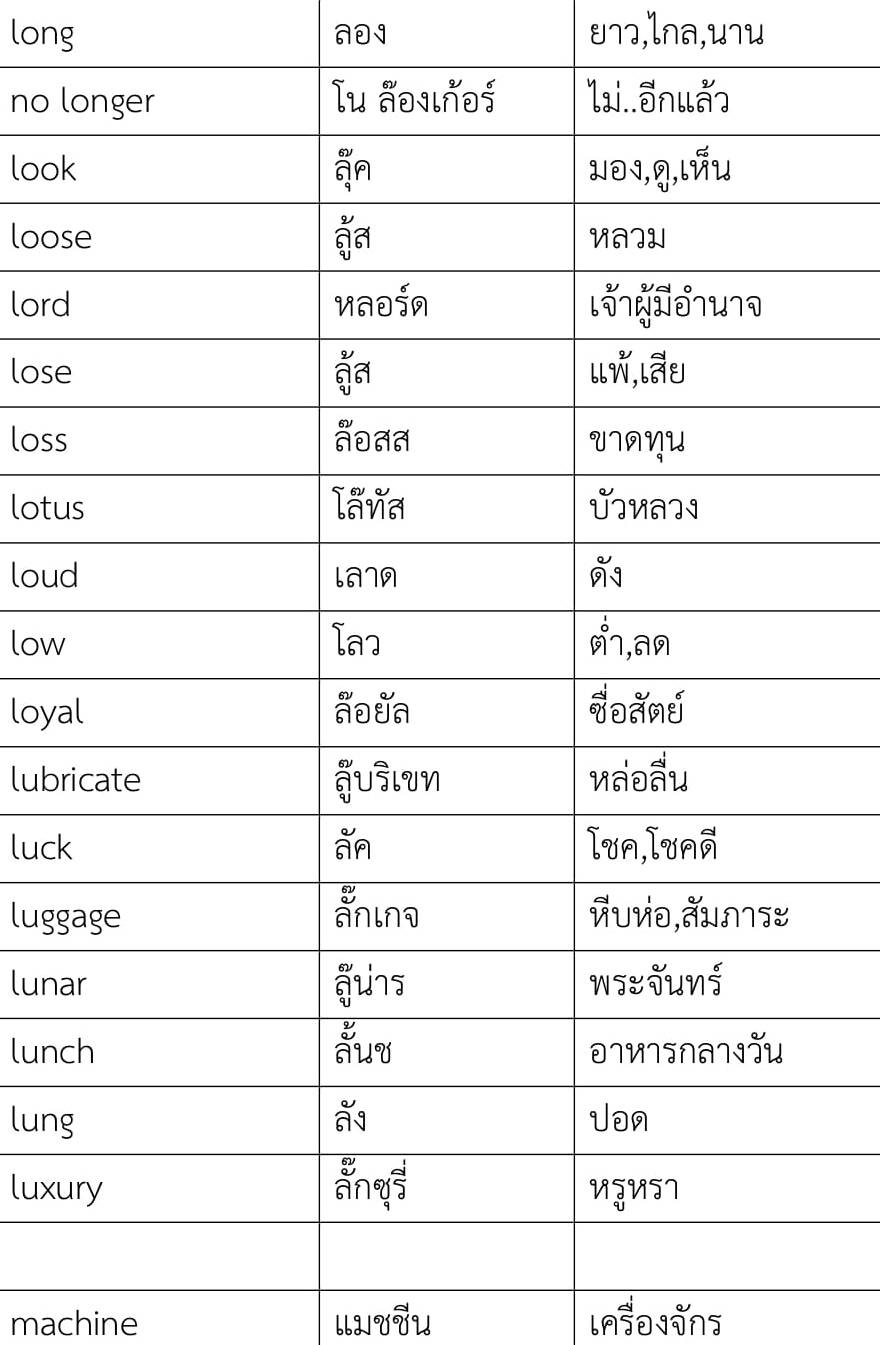 long ลอง ยาว,ไกล,นาน
no longer โน ล๊องเก้อร์ ไม่..อีกแล้ว
look ลุ๊ค มอง,ดู,เห็น
loose ลู้ส หลวม
lord หลอร์ด เจ้าผู้มีอำนาจ
lose ลู้ส แพ้,เสีย
loss ล๊อสส ขาดทุน
lotus โล๊ทัส บัวหลวง
loud เลาด ดัง
low โลว ต่ำ,ลด
loyal ล๊อยัล ซื่อสัตย์
lubricate ลู๊บริเขท หล่อลื่น
luck ลัค โชค,โชคดี
luggage ลั๊กเกจ หีบห่อ,สัมภาระ
lunar ลู๊น่าร พระจันทร์
lunch ลั้นช อาหารกลางวัน
lung ลัง ปอด
luxury ลั๊กซุรี่ หรูหรา
machine แมชชีน เครื่องจักร